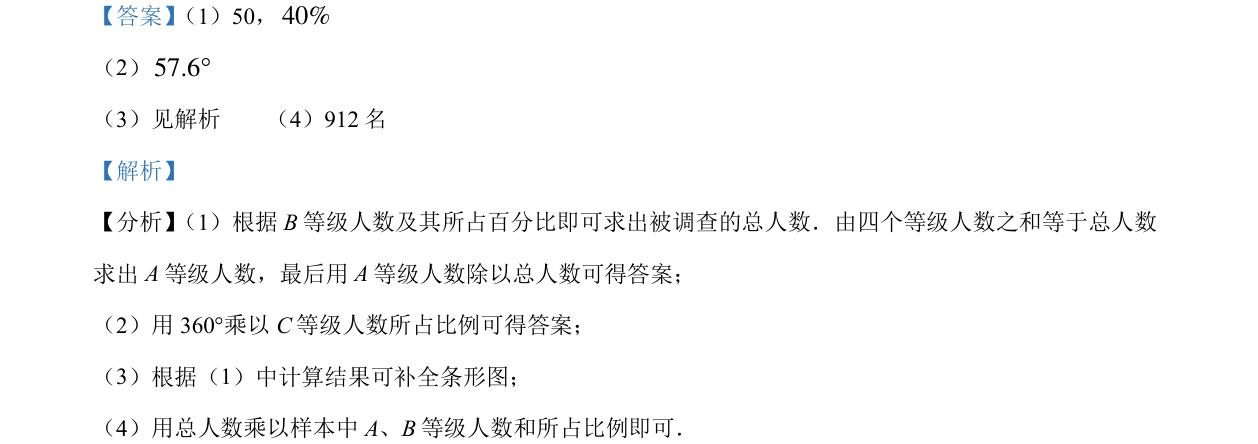 【答案】（1）50，40%
（2）57.6°
（3）见解析 （4）912 名
【解析】
【分析】（1）根据 B 等级人数及其所占百分比即可求出被调查的总人数．由四个等级人数之和等于总人数
求出 A 等级人数，最后用 A 等级人数除以总人数可得答案；
（2）用 360°乘以 C 等级人数所占比例可得答案；
（3）根据（1）中计算结果可补全条形图；
（4）用总人数乘以样本中 A、B 等级人数和所占比例即可．